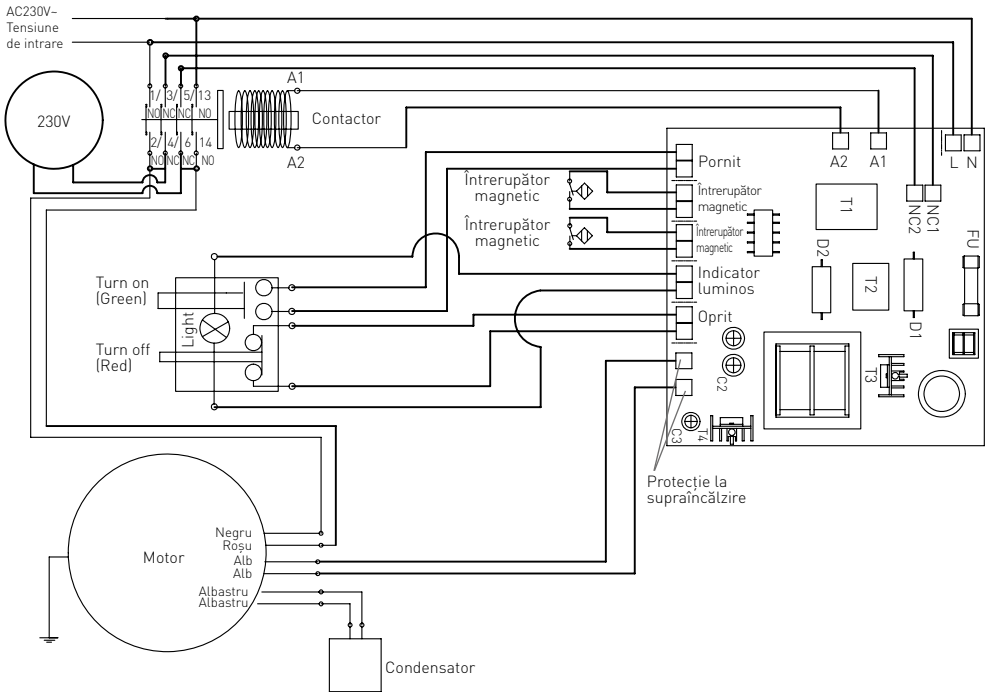 AC230V~
Tensiune
de intrare
230V
1/ 3/ 5/ 13
NO NC NC NO
2/ 4/ 6 14
NO NC NC NO
A1
A2
Contactor
A2 A1
L N
Pornit
Întrerupător
magnetic
Întrerupător
magnetic
Întrerupător
magnetic
Întrerupător
magnetic
Indicator
luminos
Oprit
T1
NC2
NC1
D2
T2
D1
FU
C2
T3
C3
T4
Turn on
(Green)
Light
Turn off
(Red)
Protecție la
supraîncălzire
Motor
Negru
Roșu
Alb
Alb
Albastru
Albastru
Condensator